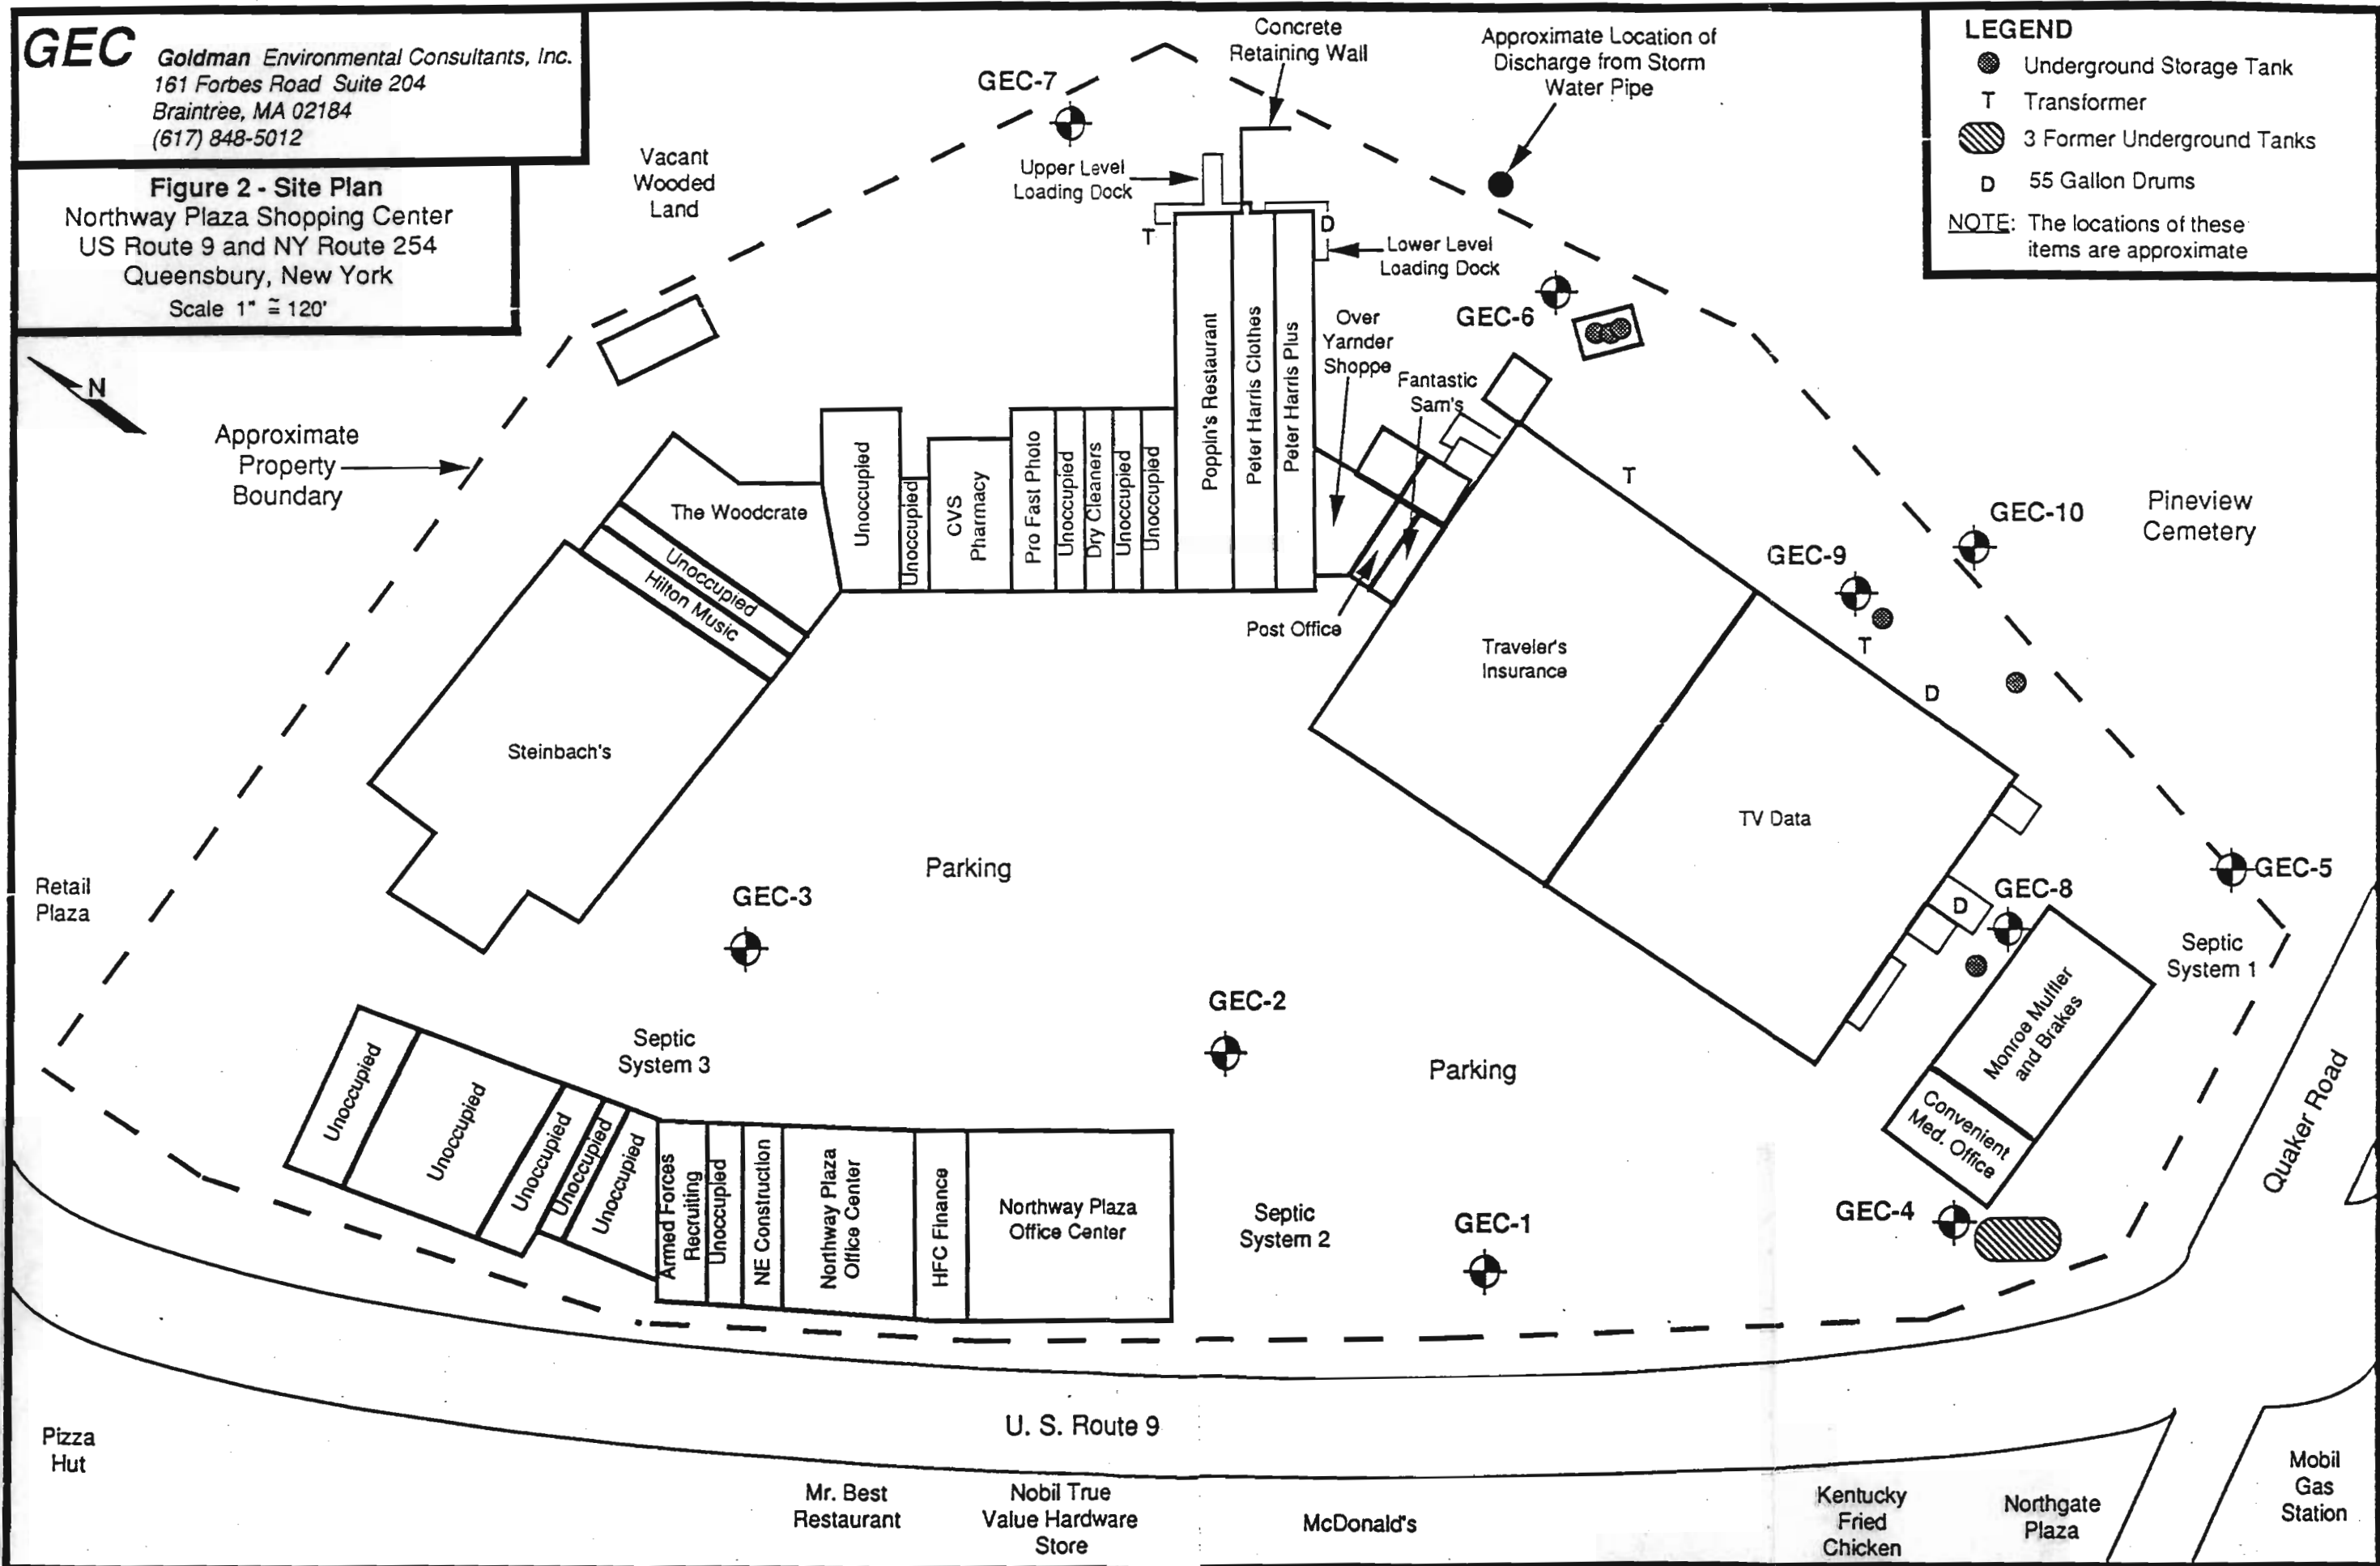 GEC Goldman Environmental Consultants, Inc.
161 Forbes Road Suite 204
Braintree, MA 02184
(617) 848-5012
Figure 2 - Site Plan
Northway Plaza Shopping Center
US Route 9 and NY Route 254
Queensbury, New York
Scale 1" ≅ 120'
LEGEND
Underground Storage Tank
T Transformer
3 Former Underground Tanks
D 55 Gallon Drums
NOTE: The locations of these
items are approximate
Concrete
Retaining Wall
Approximate Location of
Discharge from Storm
Water Pipe
GEC-7
Vacant
Wooded
Land
Upper Level
Loading Dock
T
D
Lower Level
Loading Dock
GEC-6
N
Approximate
Property
Boundary
Over
Yarnder
Shoppe
Fantastic
Sam's
The Woodcrate
Unoccupied
Hilton Music
Steinbach's
Unoccupied
Unoccupied
CVS
Pharmacy
Pro Fast Photo
Unoccupied
Dry Cleaners
Unoccupied
Unoccupied
Poppin's Restaurant
Peter Harris Clothes
Peter Harris Plus
Post Office
T
GEC-10
Pineview
Cemetery
GEC-9
T
D
Traveler's
Insurance
TV Data
Retail
Plaza
Parking
GEC-3
GEC-5
GEC-8
D
Septic
System 1
Monroe Muffler
and Brakes
Convenient
Med. Office
GEC-2
Septic
System 3
Parking
Quaker Road
Unoccupied
Unoccupied
Unoccupied
Unoccupied
Unoccupied
Armed Forces
Recruiting
Unoccupied
NE Construction
Northway Plaza
Office Center
HFC Finance
Northway Plaza
Office Center
Septic
System 2
GEC-1
GEC-4
U. S. Route 9
Pizza
Hut
Mr. Best
Restaurant
Nobil True
Value Hardware
Store
McDonald's
Kentucky
Fried
Chicken
Northgate
Plaza
Mobil
Gas
Station